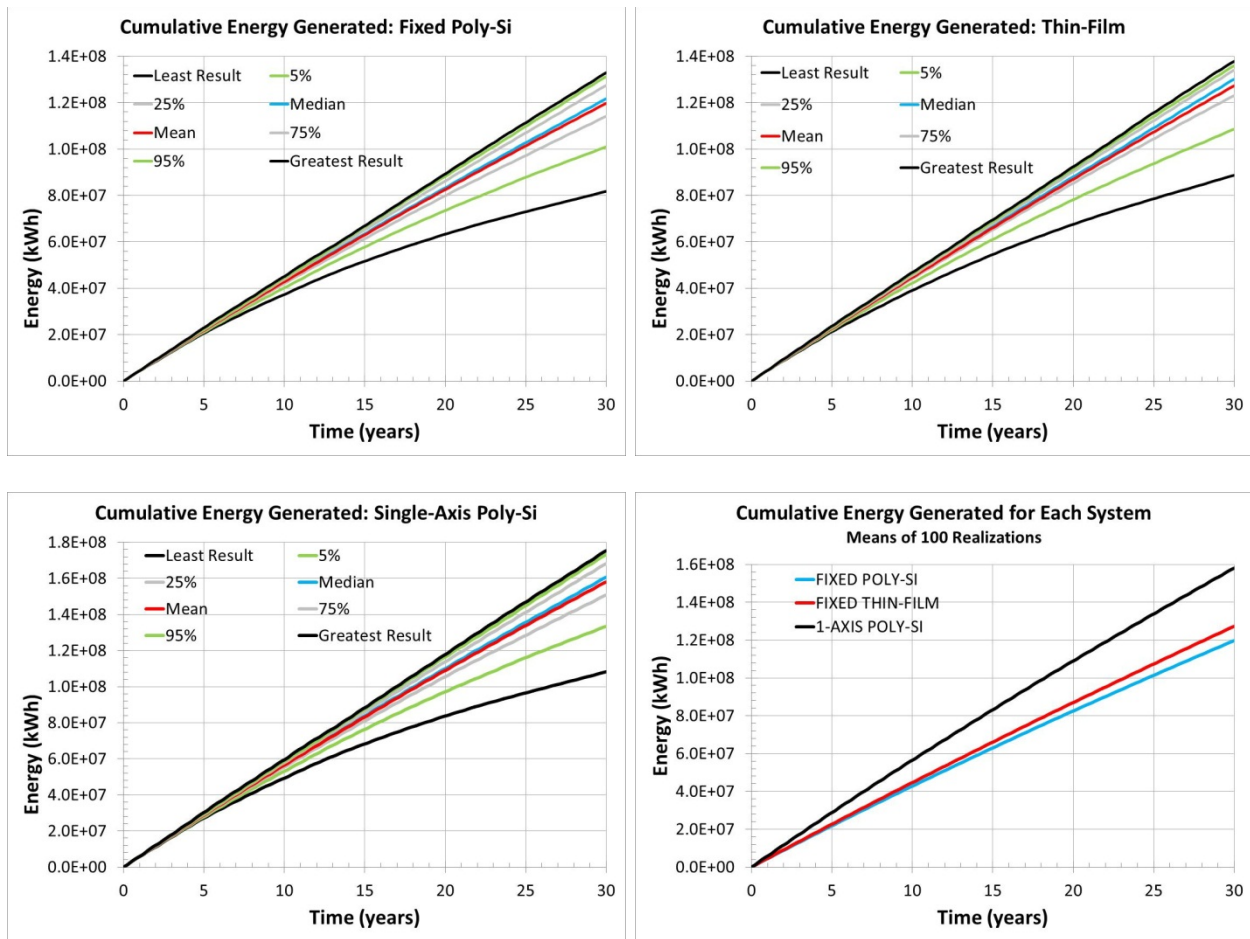 Cumulative Energy Generated: Fixed Poly-Si
1.4E+08
1.2E+08
1.0E+08
8.0E+07
6.0E+07
4.0E+07
2.0E+07
0.0E+00
Energy (kWh)
Least Result
5%
25%
Median
Mean
75%
95%
Greatest Result
0 5 10 15 20 25 30
Time (years)
Cumulative Energy Generated: Thin-Film
1.4E+08
1.2E+08
1.0E+08
8.0E+07
6.0E+07
4.0E+07
2.0E+07
0.0E+00
Energy (kWh)
Least Result
5%
25%
Median
Mean
75%
95%
Greatest Result
0 5 10 15 20 25 30
Time (years)
Cumulative Energy Generated: Single-Axis Poly-Si
1.8E+08
1.6E+08
1.4E+08
1.2E+08
1.0E+08
8.0E+07
6.0E+07
4.0E+07
2.0E+07
0.0E+00
Energy (kWh)
Least Result
5%
25%
Median
Mean
75%
95%
Greatest Result
0 5 10 15 20 25 30
Time (years)
Cumulative Energy Generated for Each System
Means of 100 Realizations
1.6E+08
1.4E+08
1.2E+08
1.0E+08
8.0E+07
6.0E+07
4.0E+07
2.0E+07
0.0E+00
Energy (kWh)
FIXED POLY-SI
FIXED THIN-FILM
1-AXIS POLY-SI
0 5 10 15 20 25 30
Time (years)